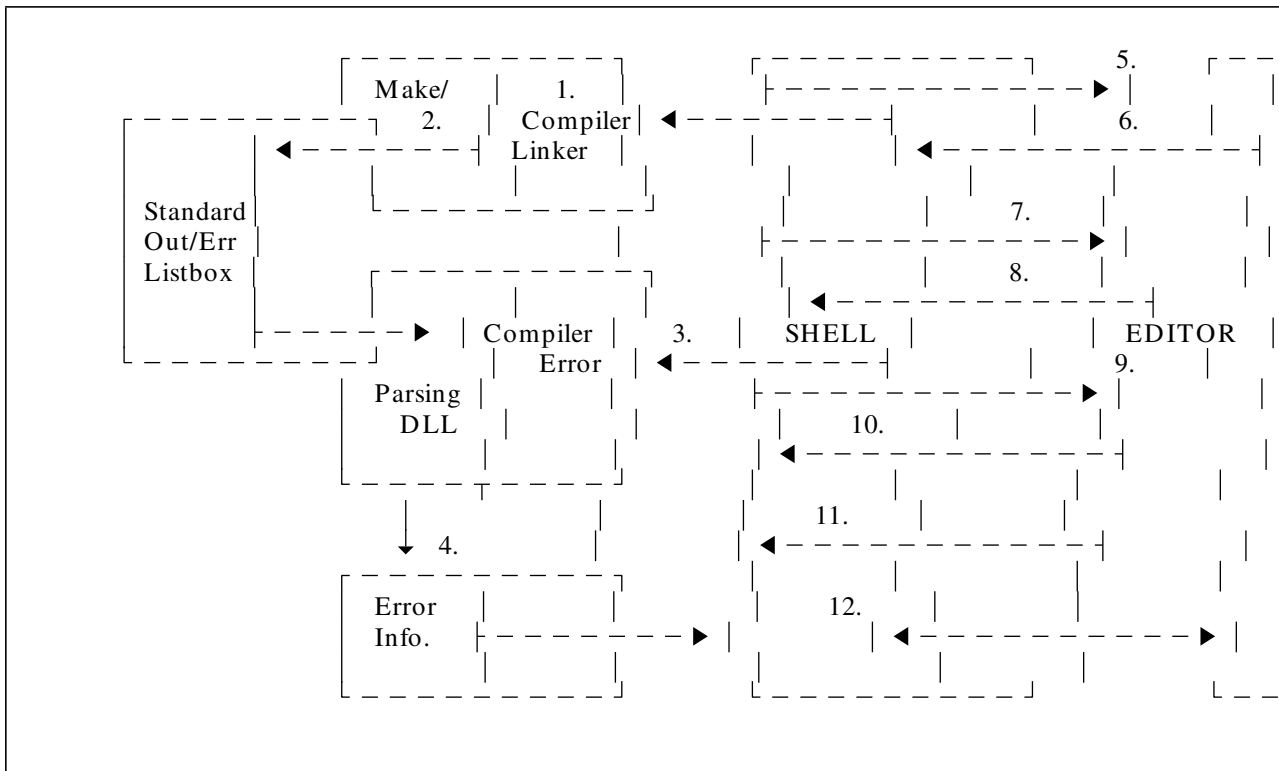 5.
Make/ 1.
2. Compiler 6.
Linker
Standard 7.
Out/Err
Listbox 8.
Compiler 3. SHELL EDITOR
Error 9.
Parsing
DLL 10.
11.
4.
Error 12.
Info.